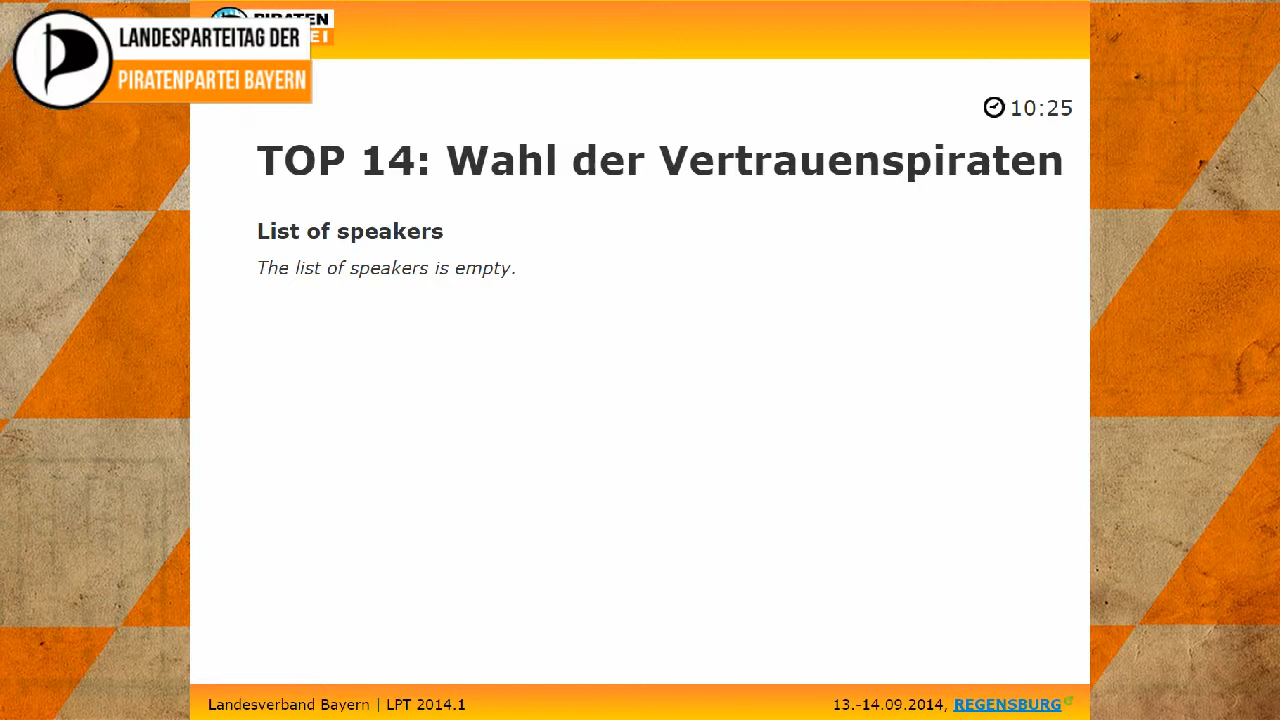 LANDESPARTEITAG DER
PIRATENPARTEI BAYERN
10:25
TOP 14: Wahl der Vertrauenspiraten
List of speakers
The list of speakers is empty.
Landesverband Bayern | LPT 2014.1
13.-14.09.2014, REGENSBURG